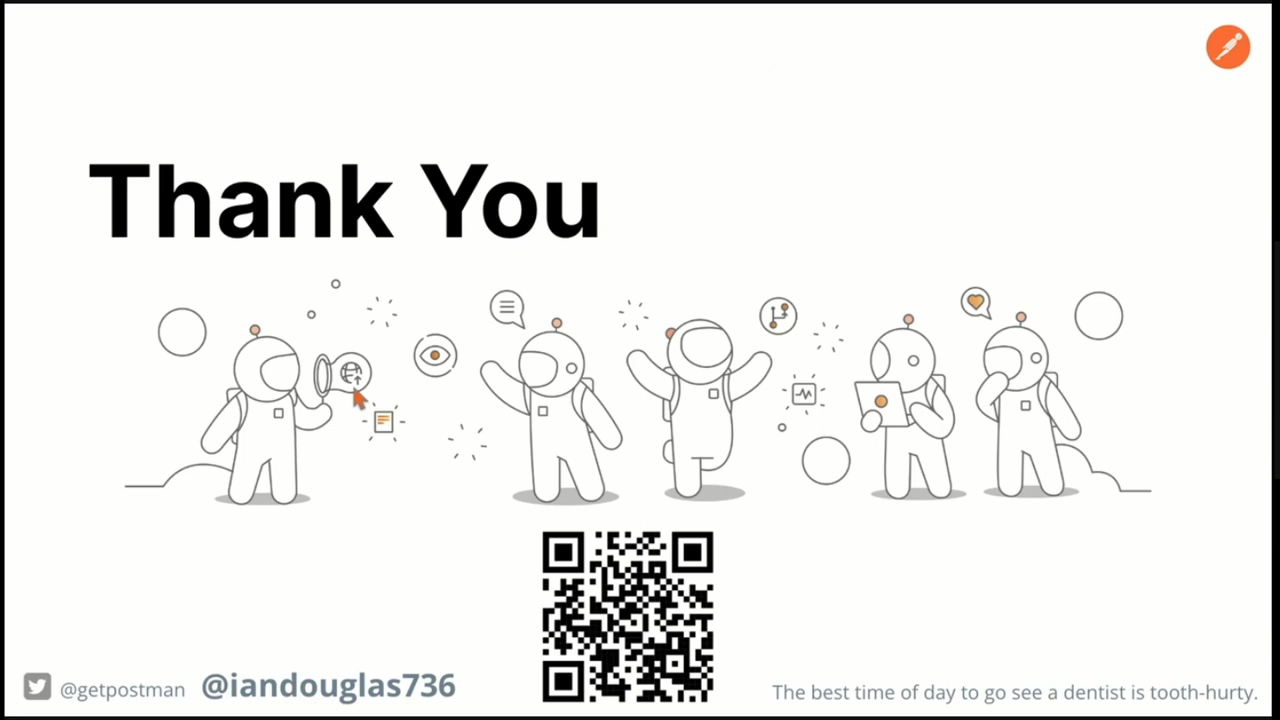 Thank You
@getpostman @iandouglas736
The best time of day to go see a dentist is tooth-hurty.